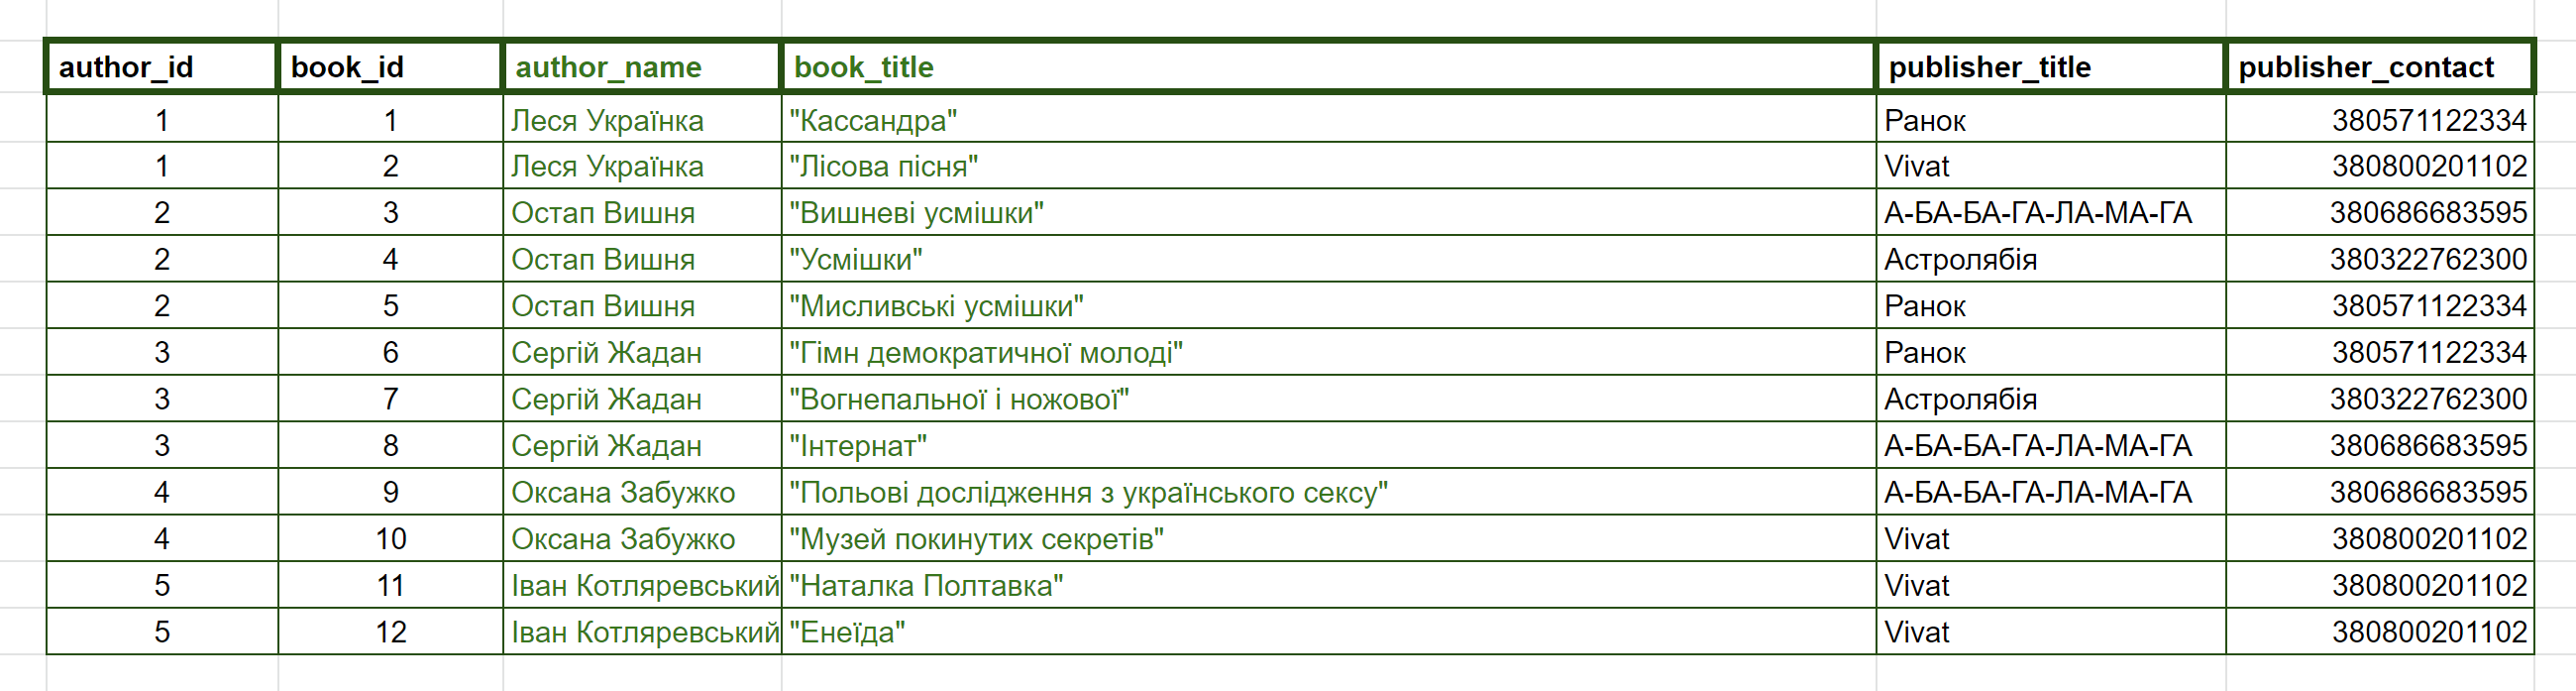 author_id book_id author_name book_title publisher_title publisher_contact
1 1 Леся Українка "Кассандра" Ранок 380571122334
1 2 Леся Українка "Лісова пісня" Vivat 380800201102
2 3 Остап Вишня "Вишневі усмішки" А-БА-БА-ГА-ЛА-МА-ГА 380686683595
2 4 Остап Вишня "Усмішки" Астролябія 380322762300
2 5 Остап Вишня "Мисливські усмішки" Ранок 380571122334
3 6 Сергій Жадан "Гімн демократичної молоді" Ранок 380571122334
3 7 Сергій Жадан "Вогнепальної і ножової" Астролябія 380322762300
3 8 Сергій Жадан "Інтернат" А-БА-БА-ГА-ЛА-МА-ГА 380686683595
4 9 Оксана Забужко "Польові дослідження з українського сексу" А-БА-БА-ГА-ЛА-МА-ГА 380686683595
4 10 Оксана Забужко "Музей покинутих секретів" Vivat 380800201102
5 11 Іван Котляревський "Наталка Полтавка" Vivat 380800201102
5 12 Іван Котляревський "Енеїда" Vivat 380800201102